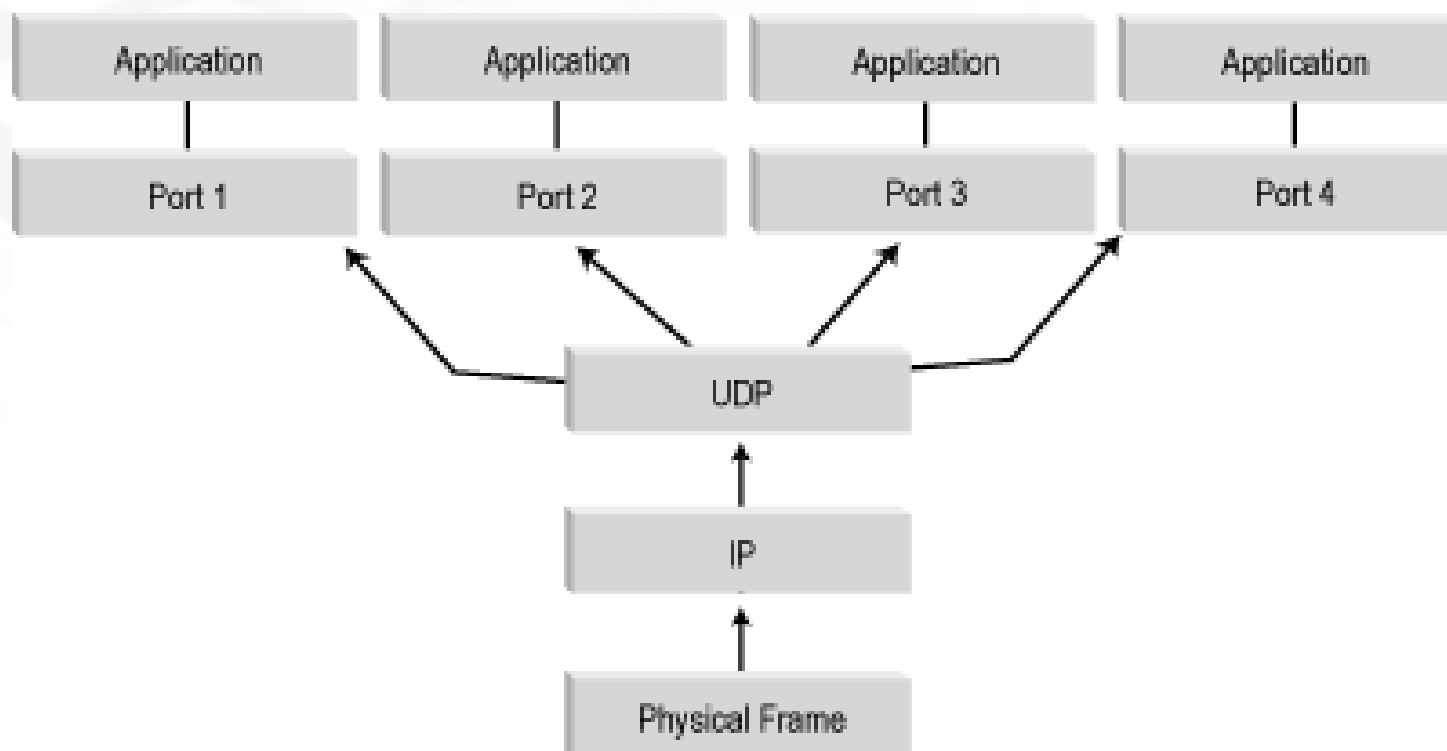 Application Application Application Application
Port 1 Port 2 Port 3 Port 4
UDP
IP
Physical Frame